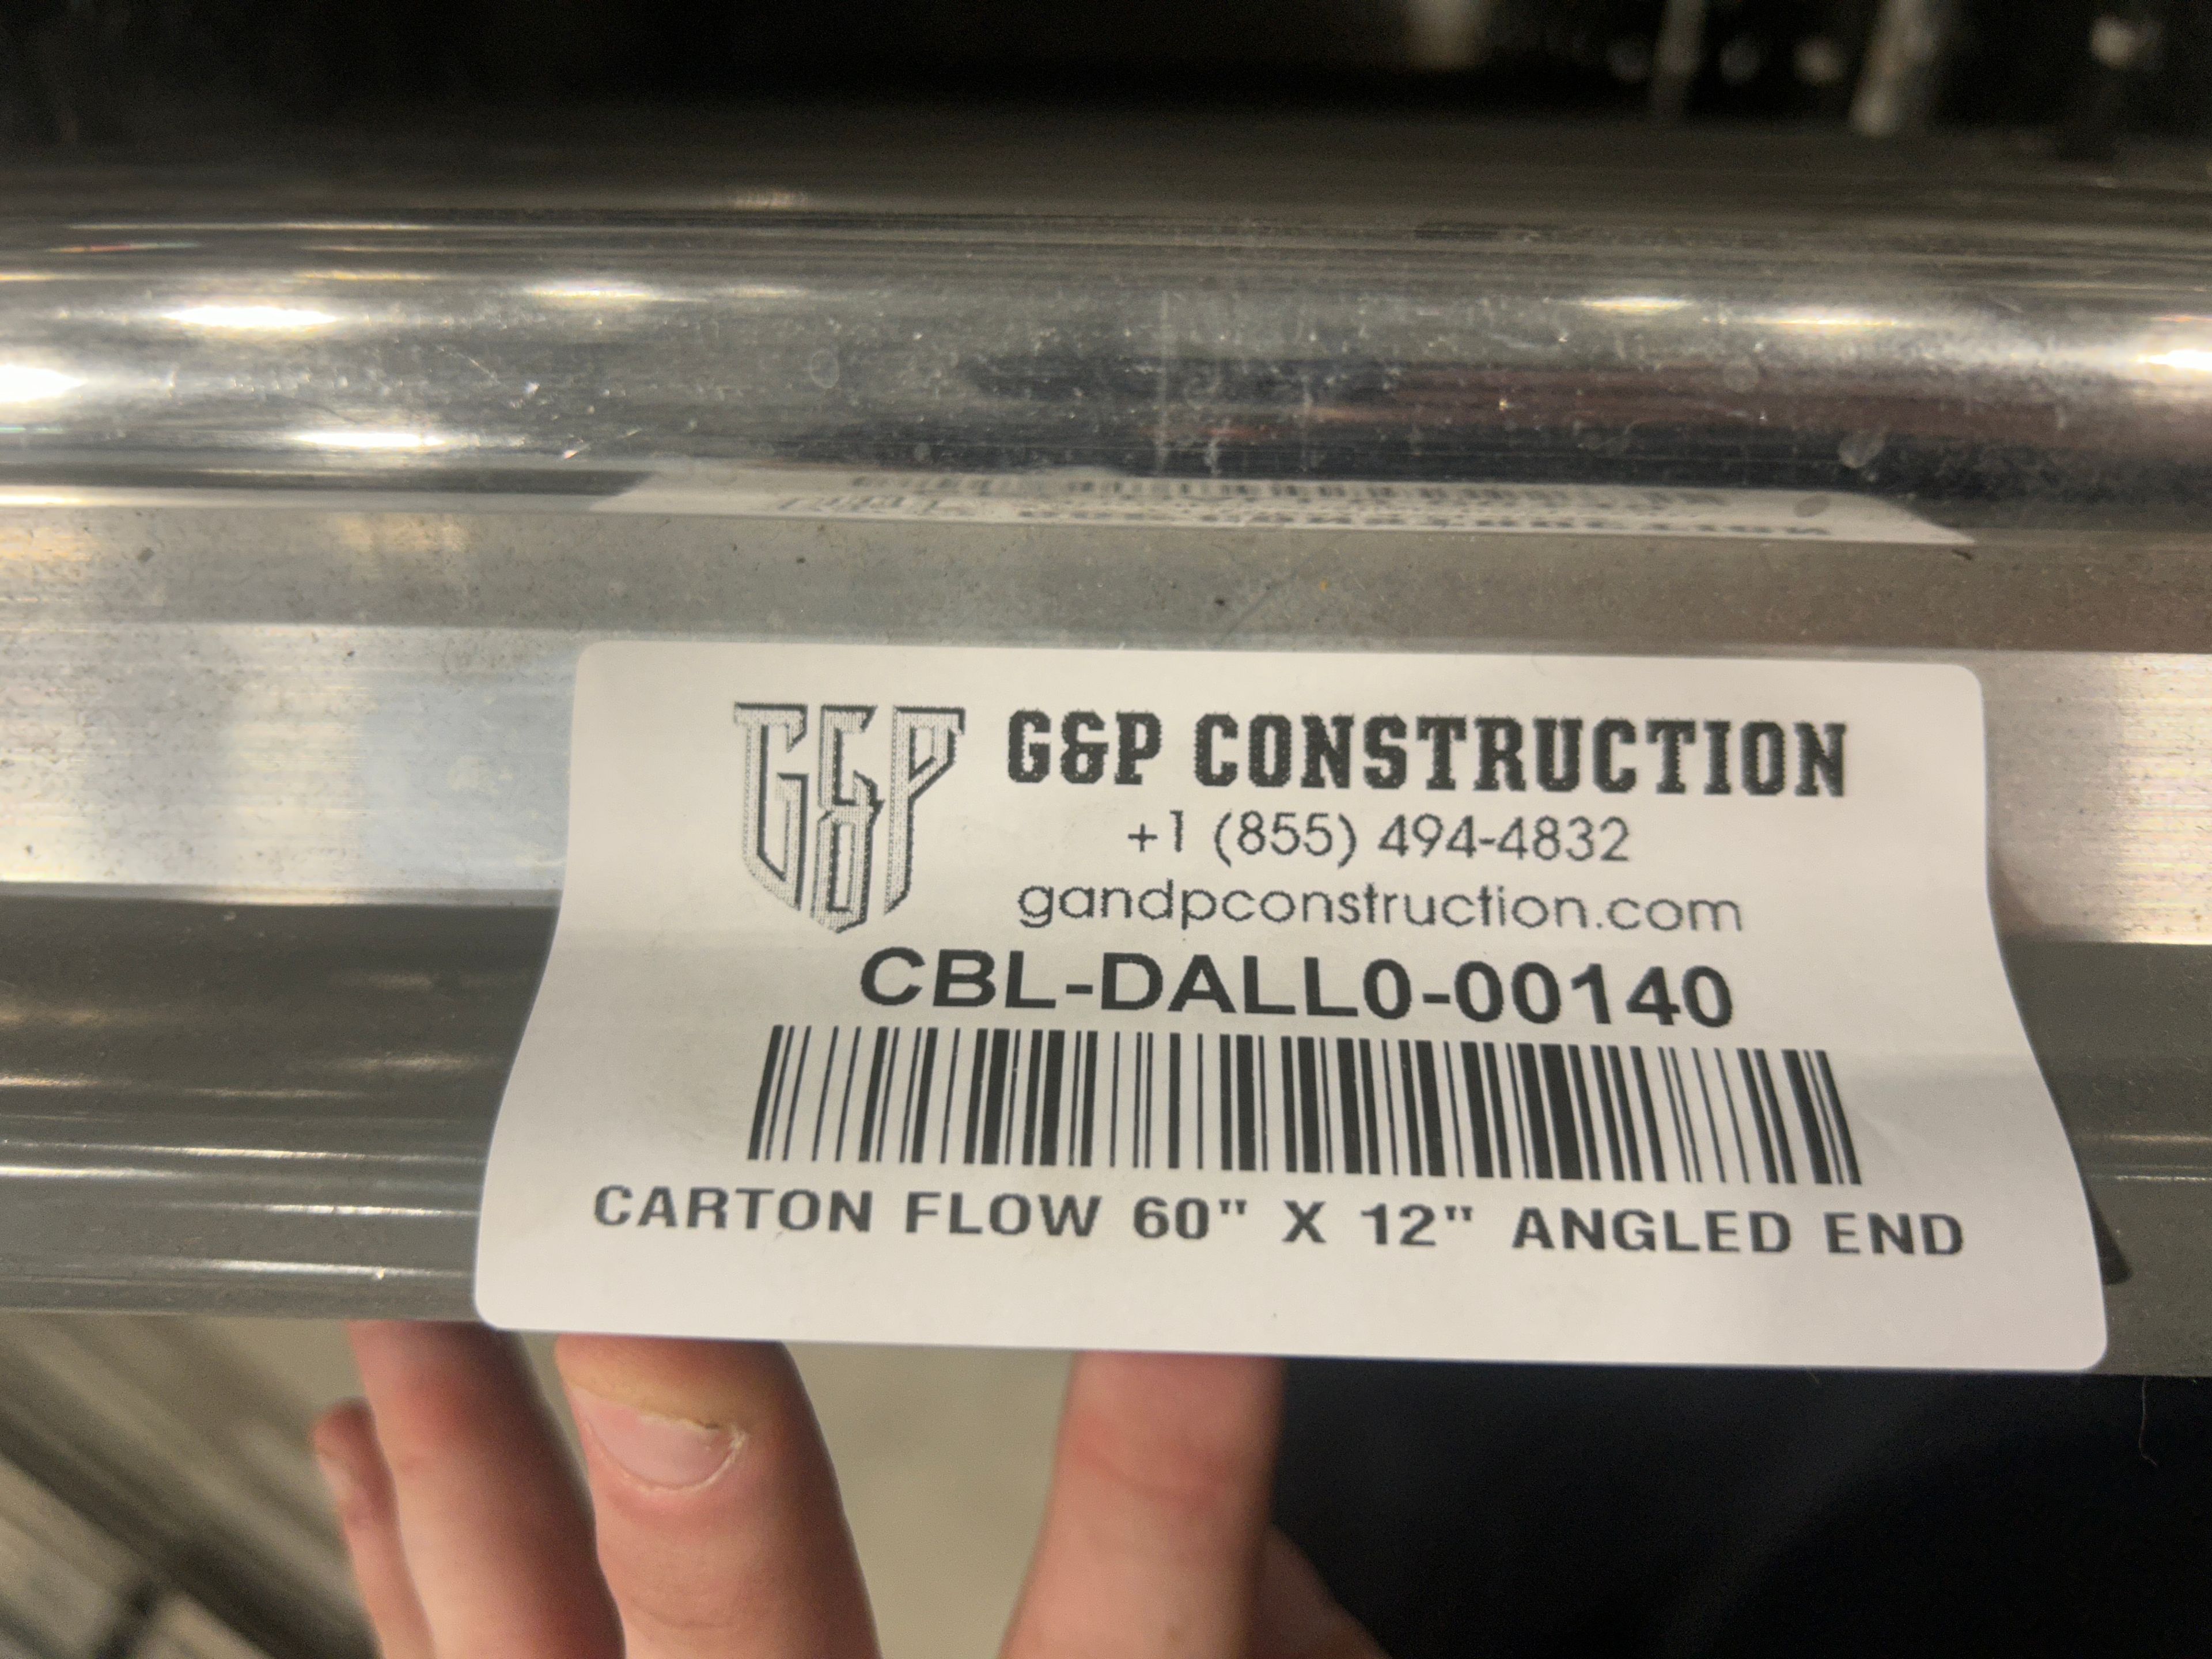 G&P
G&P CONSTRUCTION
+1 (855) 494-4832
gandpconstruction.com
CBL-DALL0-00140
CARTON FLOW 60" X 12" ANGLED END